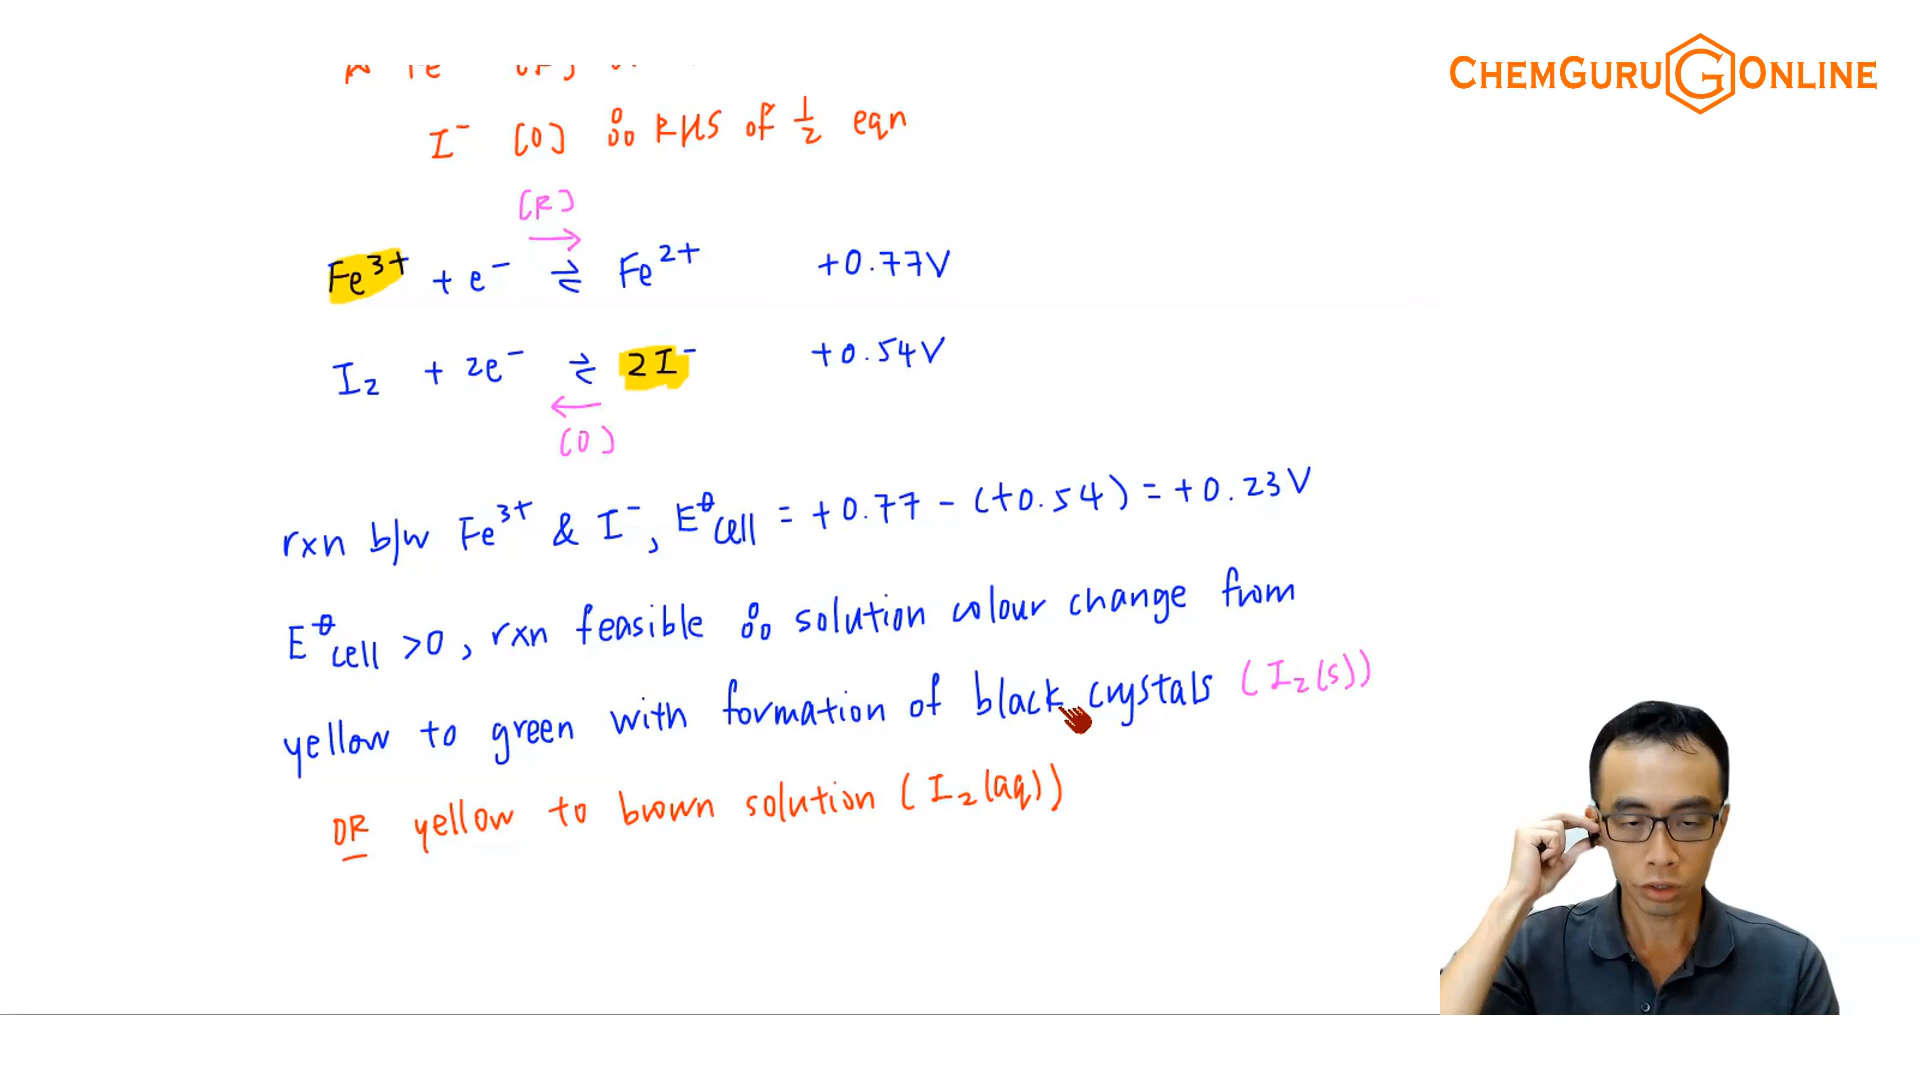 CHEMGURU G ONLINE
I⁻ [O] ∴ RHS of ½ eqn
[R]
→
Fe³⁺ + e⁻ ⇌ Fe²⁺ +0.77V
I₂ + 2e⁻ ⇌ 2I⁻ +0.54V
←
[O]
rxn b/w Fe³⁺ & I⁻, E°cell = +0.77 - (+0.54) = +0.23V
E°cell >0, rxn feasible ∴ solution colour change from
yellow to green with formation of black crystals (I₂(s))
OR yellow to brown solution (I₂(aq))